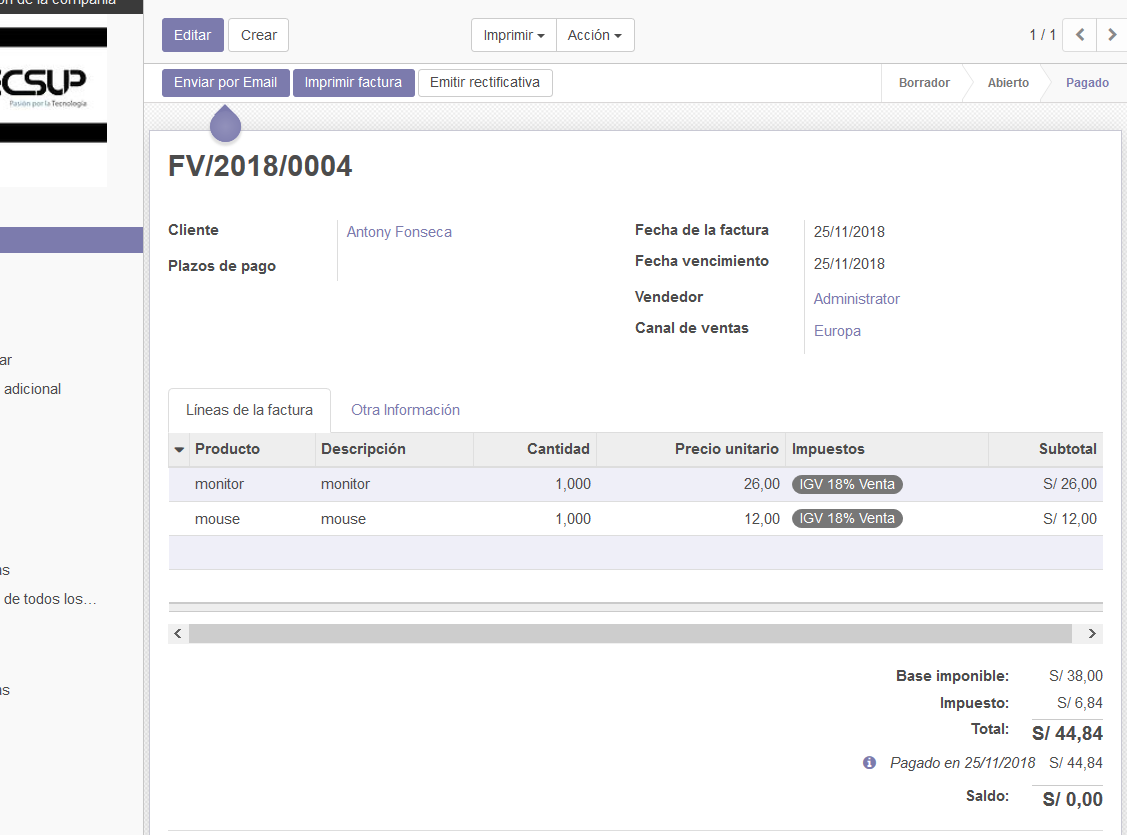 ón de la compañía
Editar Crear Imprimir Acción 1 / 1
Enviar por Email Imprimir factura Emitir rectificativa Borrador Abierto Pagado
CSUP
Pasión por la Tecnología
FV/2018/0004
Cliente Antony Fonseca
Plazos de pago
Fecha de la factura 25/11/2018
Fecha vencimiento 25/11/2018
Vendedor Administrator
Canal de ventas Europa
ar
adicional
as
de todos los...
as
Líneas de la factura Otra Información
Producto Descripción Cantidad Precio unitario Impuestos Subtotal
monitor monitor 1,000 26,00 IGV 18% Venta S/ 26,00
mouse mouse 1,000 12,00 IGV 18% Venta S/ 12,00
Base imponible: S/ 38,00
Impuesto: S/ 6,84
Total: S/ 44,84
Pagado en 25/11/2018 S/ 44,84
Saldo: S/ 0,00